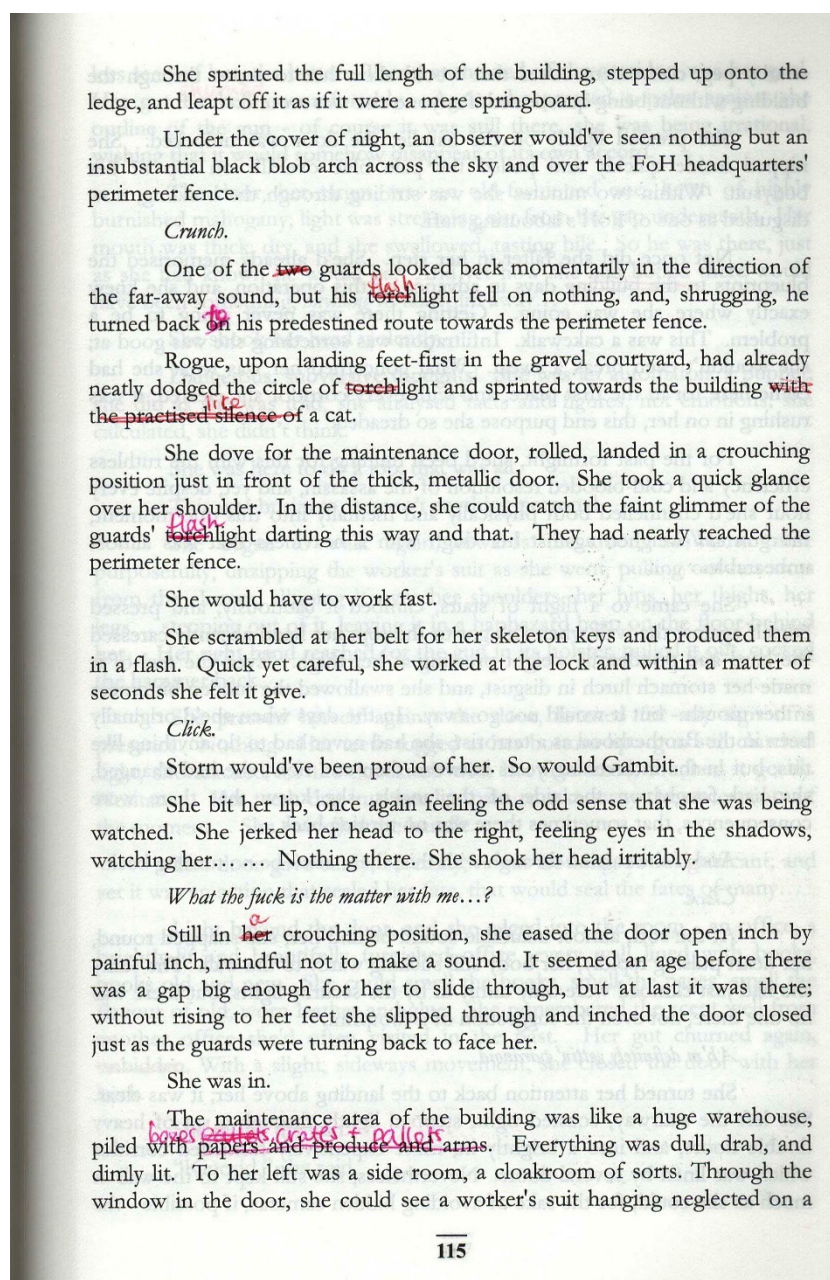 She sprinted the full length of the building, stepped up onto the
ledge, and leapt off it as if it were a mere springboard.
Under the cover of night, an observer would've seen nothing but an
insubstantial black blob arch across the sky and over the FoH headquarters'
perimeter fence.
Crunch.
One of the two guards looked back momentarily in the direction of
flash
the far-away sound, but his torchlight fell on nothing, and, shrugging, he
to
turned back on his predestined route towards the perimeter fence.
Rogue, upon landing feet-first in the gravel courtyard, had already
neatly dodged the circle of torchlight and sprinted towards the building with
like
the practised silence of a cat.
She dove for the maintenance door, rolled, landed in a crouching
position just in front of the thick, metallic door. She took a quick glance
over her shoulder. In the distance, she could catch the faint glimmer of the
flash
guards' torchlight darting this way and that. They had nearly reached the
perimeter fence.
She would have to work fast.
She scrambled at her belt for her skeleton keys and produced them
in a flash. Quick yet careful, she worked at the lock and within a matter of
seconds she felt it give.
Click.
Storm would've been proud of her. So would Gambit.
She bit her lip, once again feeling the odd sense that she was being
watched. She jerked her head to the right, feeling eyes in the shadows,
watching her....... Nothing there. She shook her head irritably.
What the fuck is the matter with me...?
a
Still in her crouching position, she eased the door open inch by
painful inch, mindful not to make a sound. It seemed an age before there
was a gap big enough for her to slide through, but at last it was there;
without rising to her feet she slipped through and inched the door closed
just as the guards were turning back to face her.
She was in.
The maintenance area of the building was like a huge warehouse,
boxes crates + pallets
piled with papers and produce and arms. Everything was dull, drab, and
dimly lit. To her left was a side room, a cloakroom of sorts. Through the
window in the door, she could see a worker's suit hanging neglected on a
115